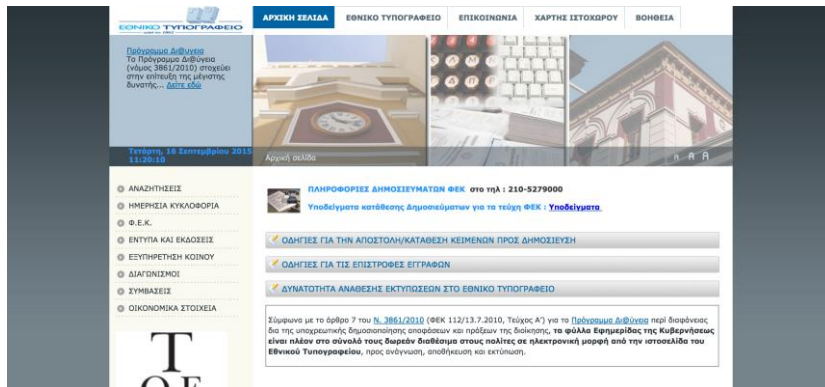 ΕΘΝΙΚΟ ΤΥΠΟΓΡΑΦΕΙΟ
ΑΡΧΙΚΗ ΣΕΛΙΔΑ
ΕΘΝΙΚΟ ΤΥΠΟΓΡΑΦΕΙΟ
ΕΠΙΚΟΙΝΩΝΙΑ
ΧΑΡΤΗΣ ΙΣΤΟΧΩΡΟΥ
ΒΟΗΘΕΙΑ
Πρόγραμμα Δι@υγεια
Το Πρόγραμμα Δι@ύγεια
(νόμος 3861/2010) στοχεύει
στην επίτευξη της μέγιστης
δυνατής... Δείτε εδώ
Τετάρτη, 16 Σεπτεμβρίου 2015
11:20:10
Αρχική σελίδα
A A A
ΑΝΑΖΗΤΗΣΕΙΣ
ΗΜΕΡΗΣΙΑ ΚΥΚΛΟΦΟΡΙΑ
Φ.Ε.Κ.
ΕΝΤΥΠΑ ΚΑΙ ΕΚΔΟΣΕΙΣ
ΕΞΥΠΗΡΕΤΗΣΗ ΚΟΙΝΟΥ
ΔΙΑΓΩΝΙΣΜΟΙ
ΣΥΜΒΑΣΕΙΣ
ΟΙΚΟΝΟΜΙΚΑ ΣΤΟΙΧΕΙΑ
ΠΛΗΡΟΦΟΡΙΕΣ ΔΗΜΟΣΙΕΥΜΑΤΩΝ ΦΕΚ στο τηλ : 210-5279000
Υποδείγματα κατάθεσης Δημοσιεύματων για τα τεύχη ΦΕΚ : Υποδείγματα
ΟΔΗΓΙΕΣ ΓΙΑ ΤΗΝ ΑΠΟΣΤΟΛΗ/ΚΑΤΑΘΕΣΗ ΚΕΙΜΕΝΩΝ ΠΡΟΣ ΔΗΜΟΣΙΕΥΣΗ
ΟΔΗΓΙΕΣ ΓΙΑ ΤΙΣ ΕΠΙΣΤΡΟΦΕΣ ΕΓΓΡΑΦΩΝ
ΔΥΝΑΤΟΤΗΤΑ ΑΝΑΘΕΣΗΣ ΕΚΤΥΠΩΣΕΩΝ ΣΤΟ ΕΘΝΙΚΟ ΤΥΠΟΓΡΑΦΕΙΟ
Σύμφωνα με το άρθρο 7 του Ν. 3861/2010 (ΦΕΚ 112/13.7.2010, Τεύχος Α') για το Πρόγραμμα Δι@ύγεια περί διαφάνειας
δια της υποχρεωτικής δημοσιοποίησης αποφάσεων και πράξεων της διοίκησης, τα φύλλα Εφημερίδας της Κυβερνήσεως
είναι πλέον στο σύνολό τους δωρεάν διαθέσιμα στους πολίτες σε ηλεκτρονική μορφή από την ιστοσελίδα του
Εθνικού Τυπογραφείου, προς ανάγνωση, αποθήκευση και εκτύπωση.